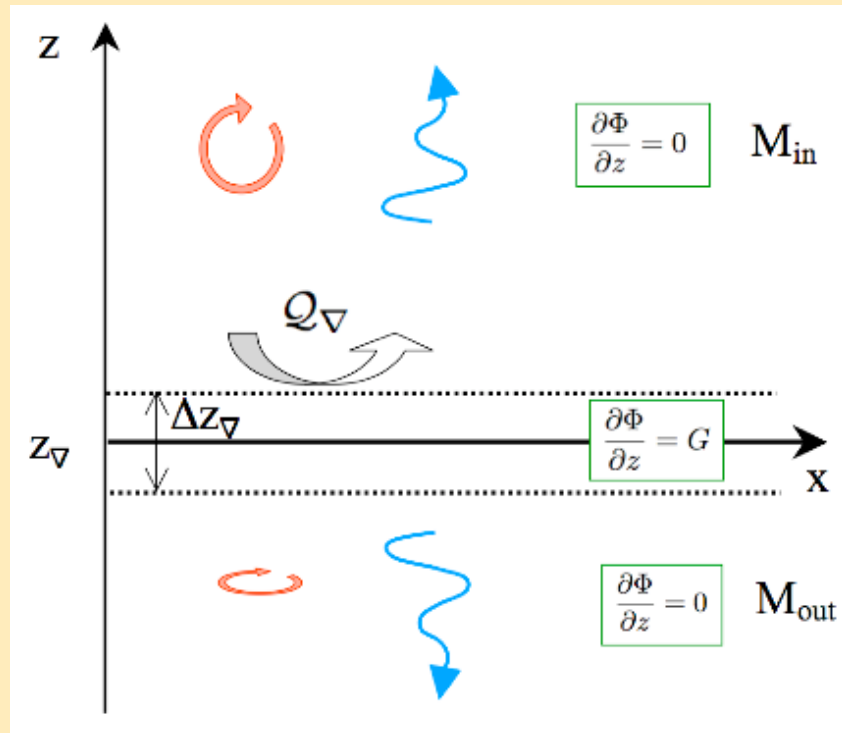 z
∂Φ/∂z = 0
M_in
𝒬_∇
Δz_∇
z_∇
∂Φ/∂z = G
x
∂Φ/∂z = 0
M_out